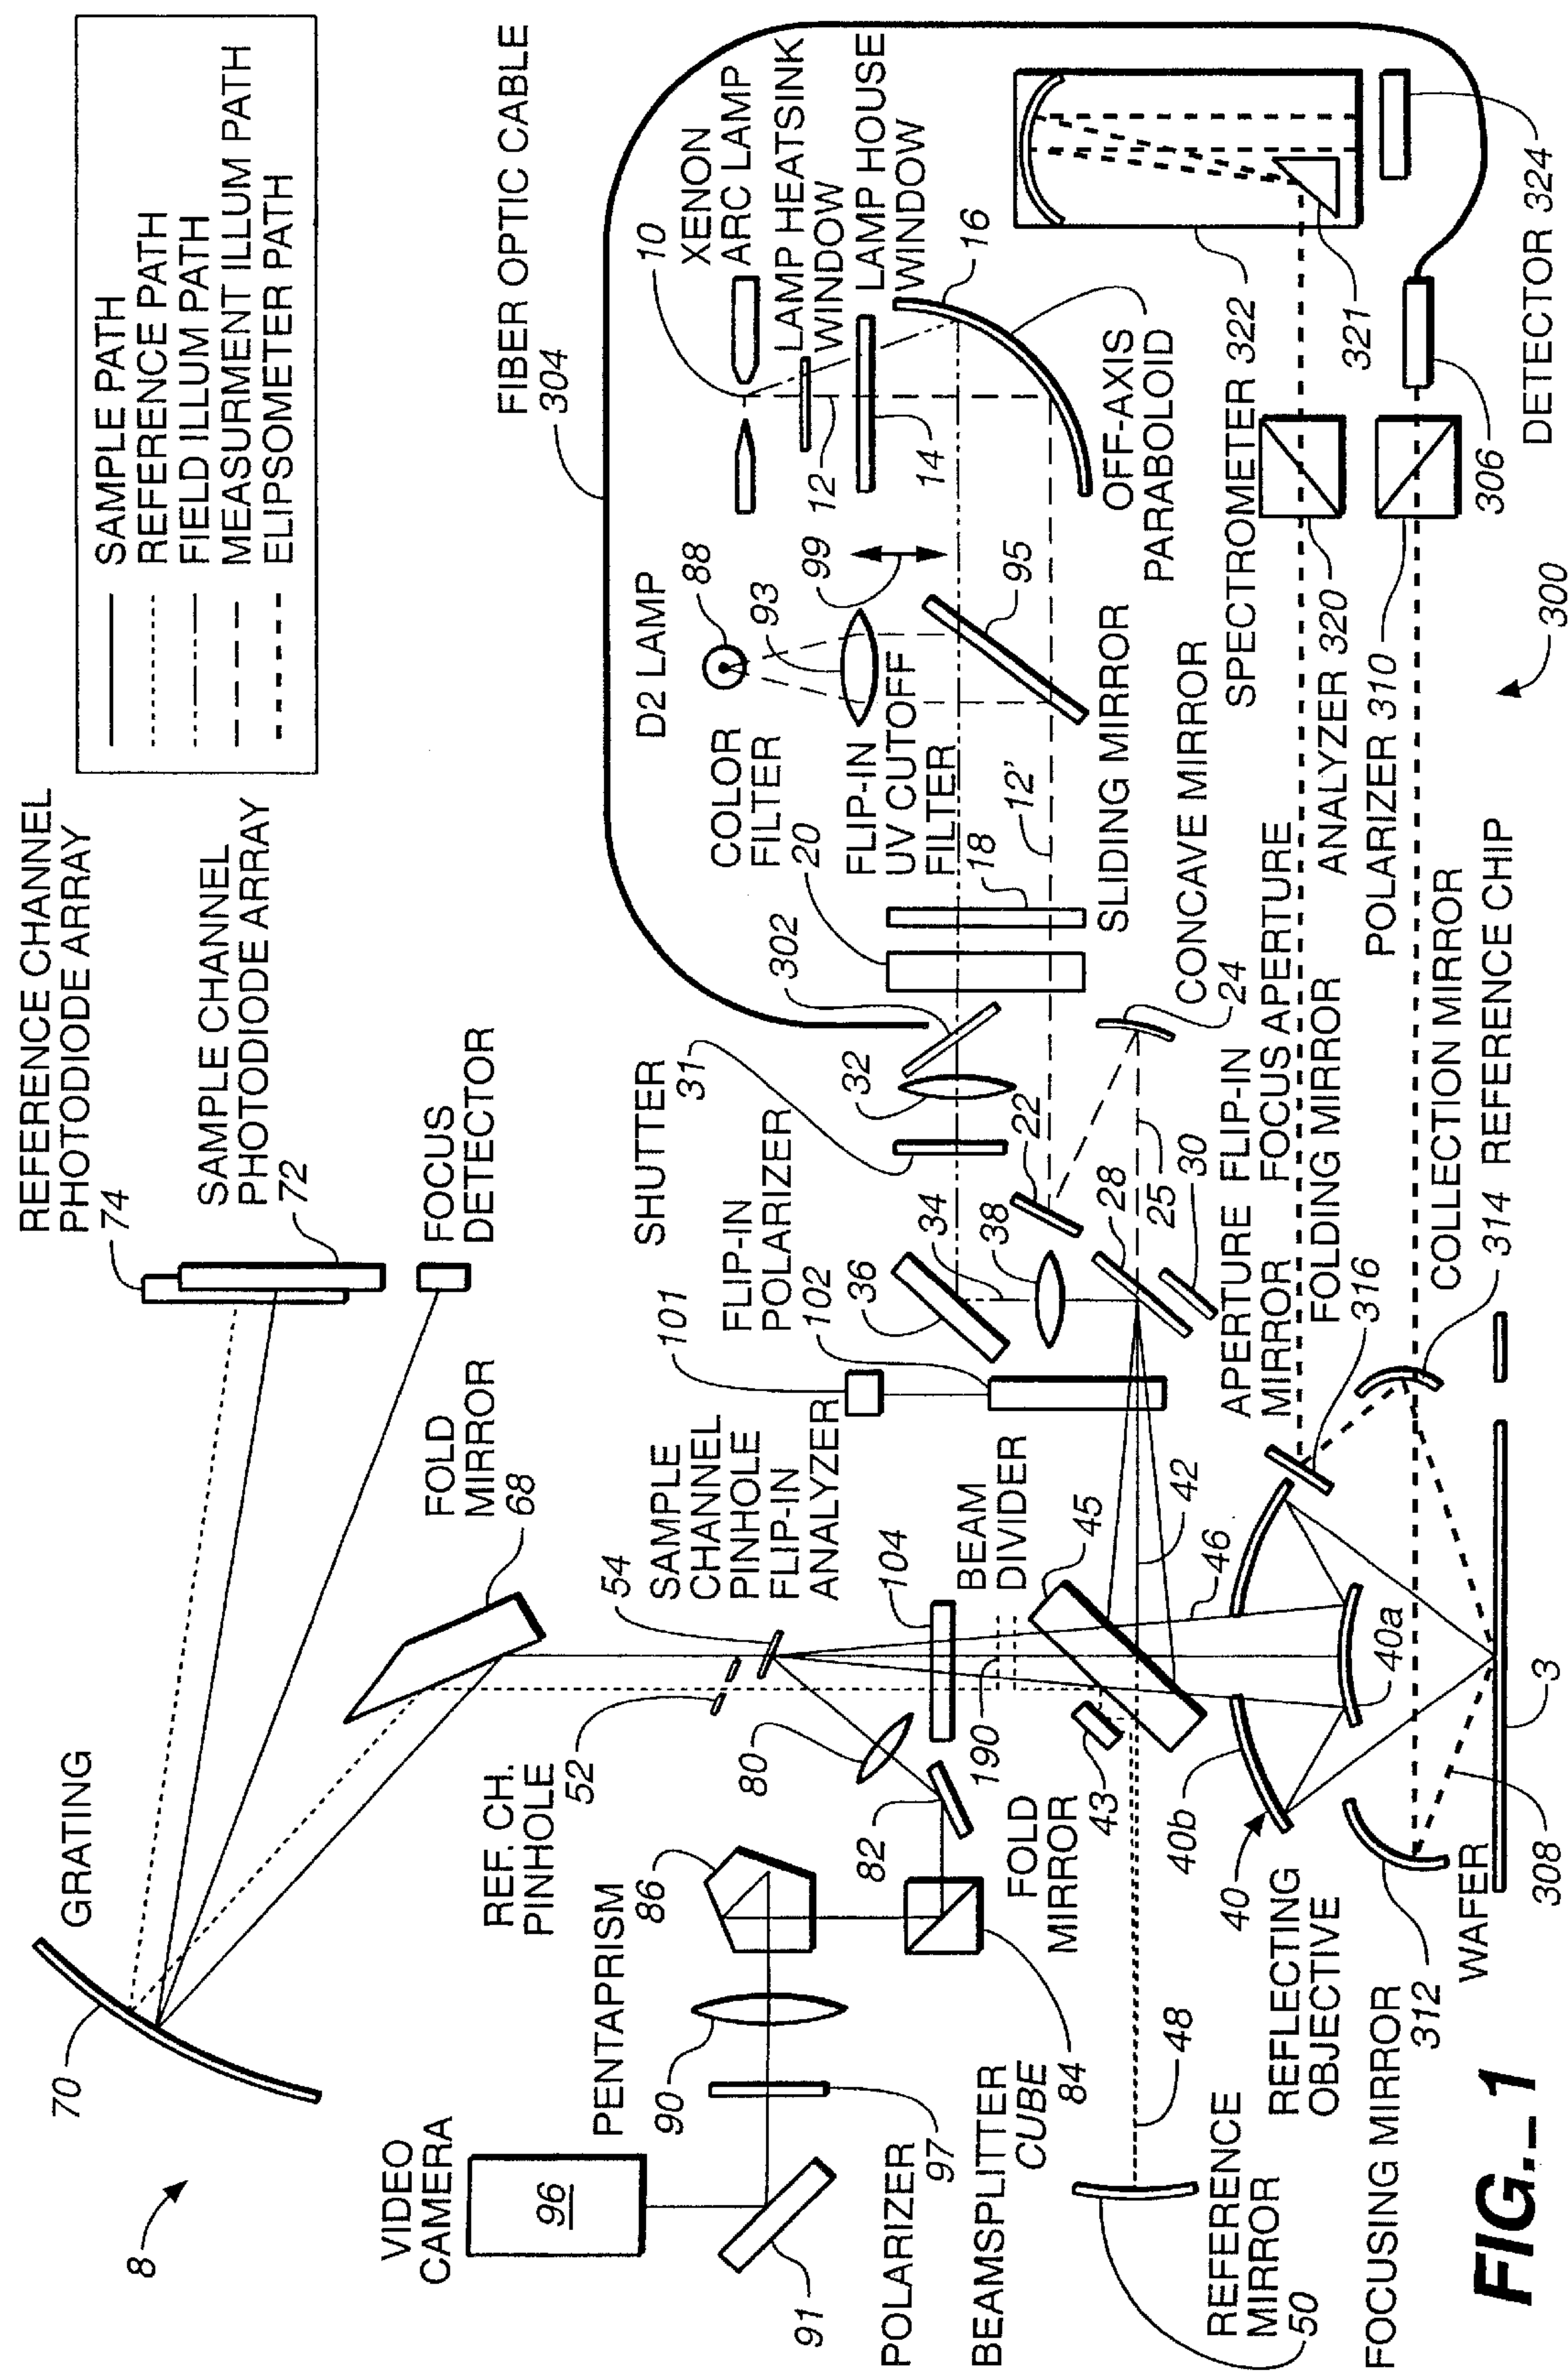 SAMPLE PATH
REFERENCE PATH
FIELD ILLUM PATH
MEASURMENT ILLUM PATH
ELIPSOMETER PATH
8
70
GRATING
REFERENCE CHANNEL
PHOTODIODE ARRAY
74
SAMPLE CHANNEL
PHOTODIODE ARRAY
72
FOCUS
DETECTOR
FOLD
MIRROR
68
FIBER OPTIC CABLE
304
VIDEO
CAMERA
96
PENTAPRISM
86
90
REF. CH.
PINHOLE
52
54
SAMPLE
CHANNEL
PINHOLE
FLIP-IN
ANALYZER
104
101
FLIP-IN
POLARIZER
102
SHUTTER
31
302
COLOR
FILTER
20
D2 LAMP
88
93
FLIP-IN
UV CUTOFF
FILTER
18
99
10
XENON
ARC LAMP
LAMP HEATSINK
WINDOW
12
LAMP HOUSE
WINDOW
14
16
OFF-AXIS
PARABOLOID
95
12'
SLIDING MIRROR
91
POLARIZER
97
BEAMSPLITTER
CUBE
84
80
82
190
BEAM
DIVIDER
45
FOLD
MIRROR
43
42
46
36
34
38
32
22
28
25
30
CONCAVE MIRROR
24
48
REFERENCE
MIRROR
50
REFLECTING
OBJECTIVE
40
40b
40a
APERTURE
MIRROR
FLIP-IN
FOCUS APERTURE
FOLDING MIRROR
316
SPECTROMETER 322
321
ANALYZER 320
POLARIZER 310
306
DETECTOR 324
300
FOCUSING MIRROR
312
WAFER
308
3
COLLECTION MIRROR
314
REFERENCE CHIP
FIG._1